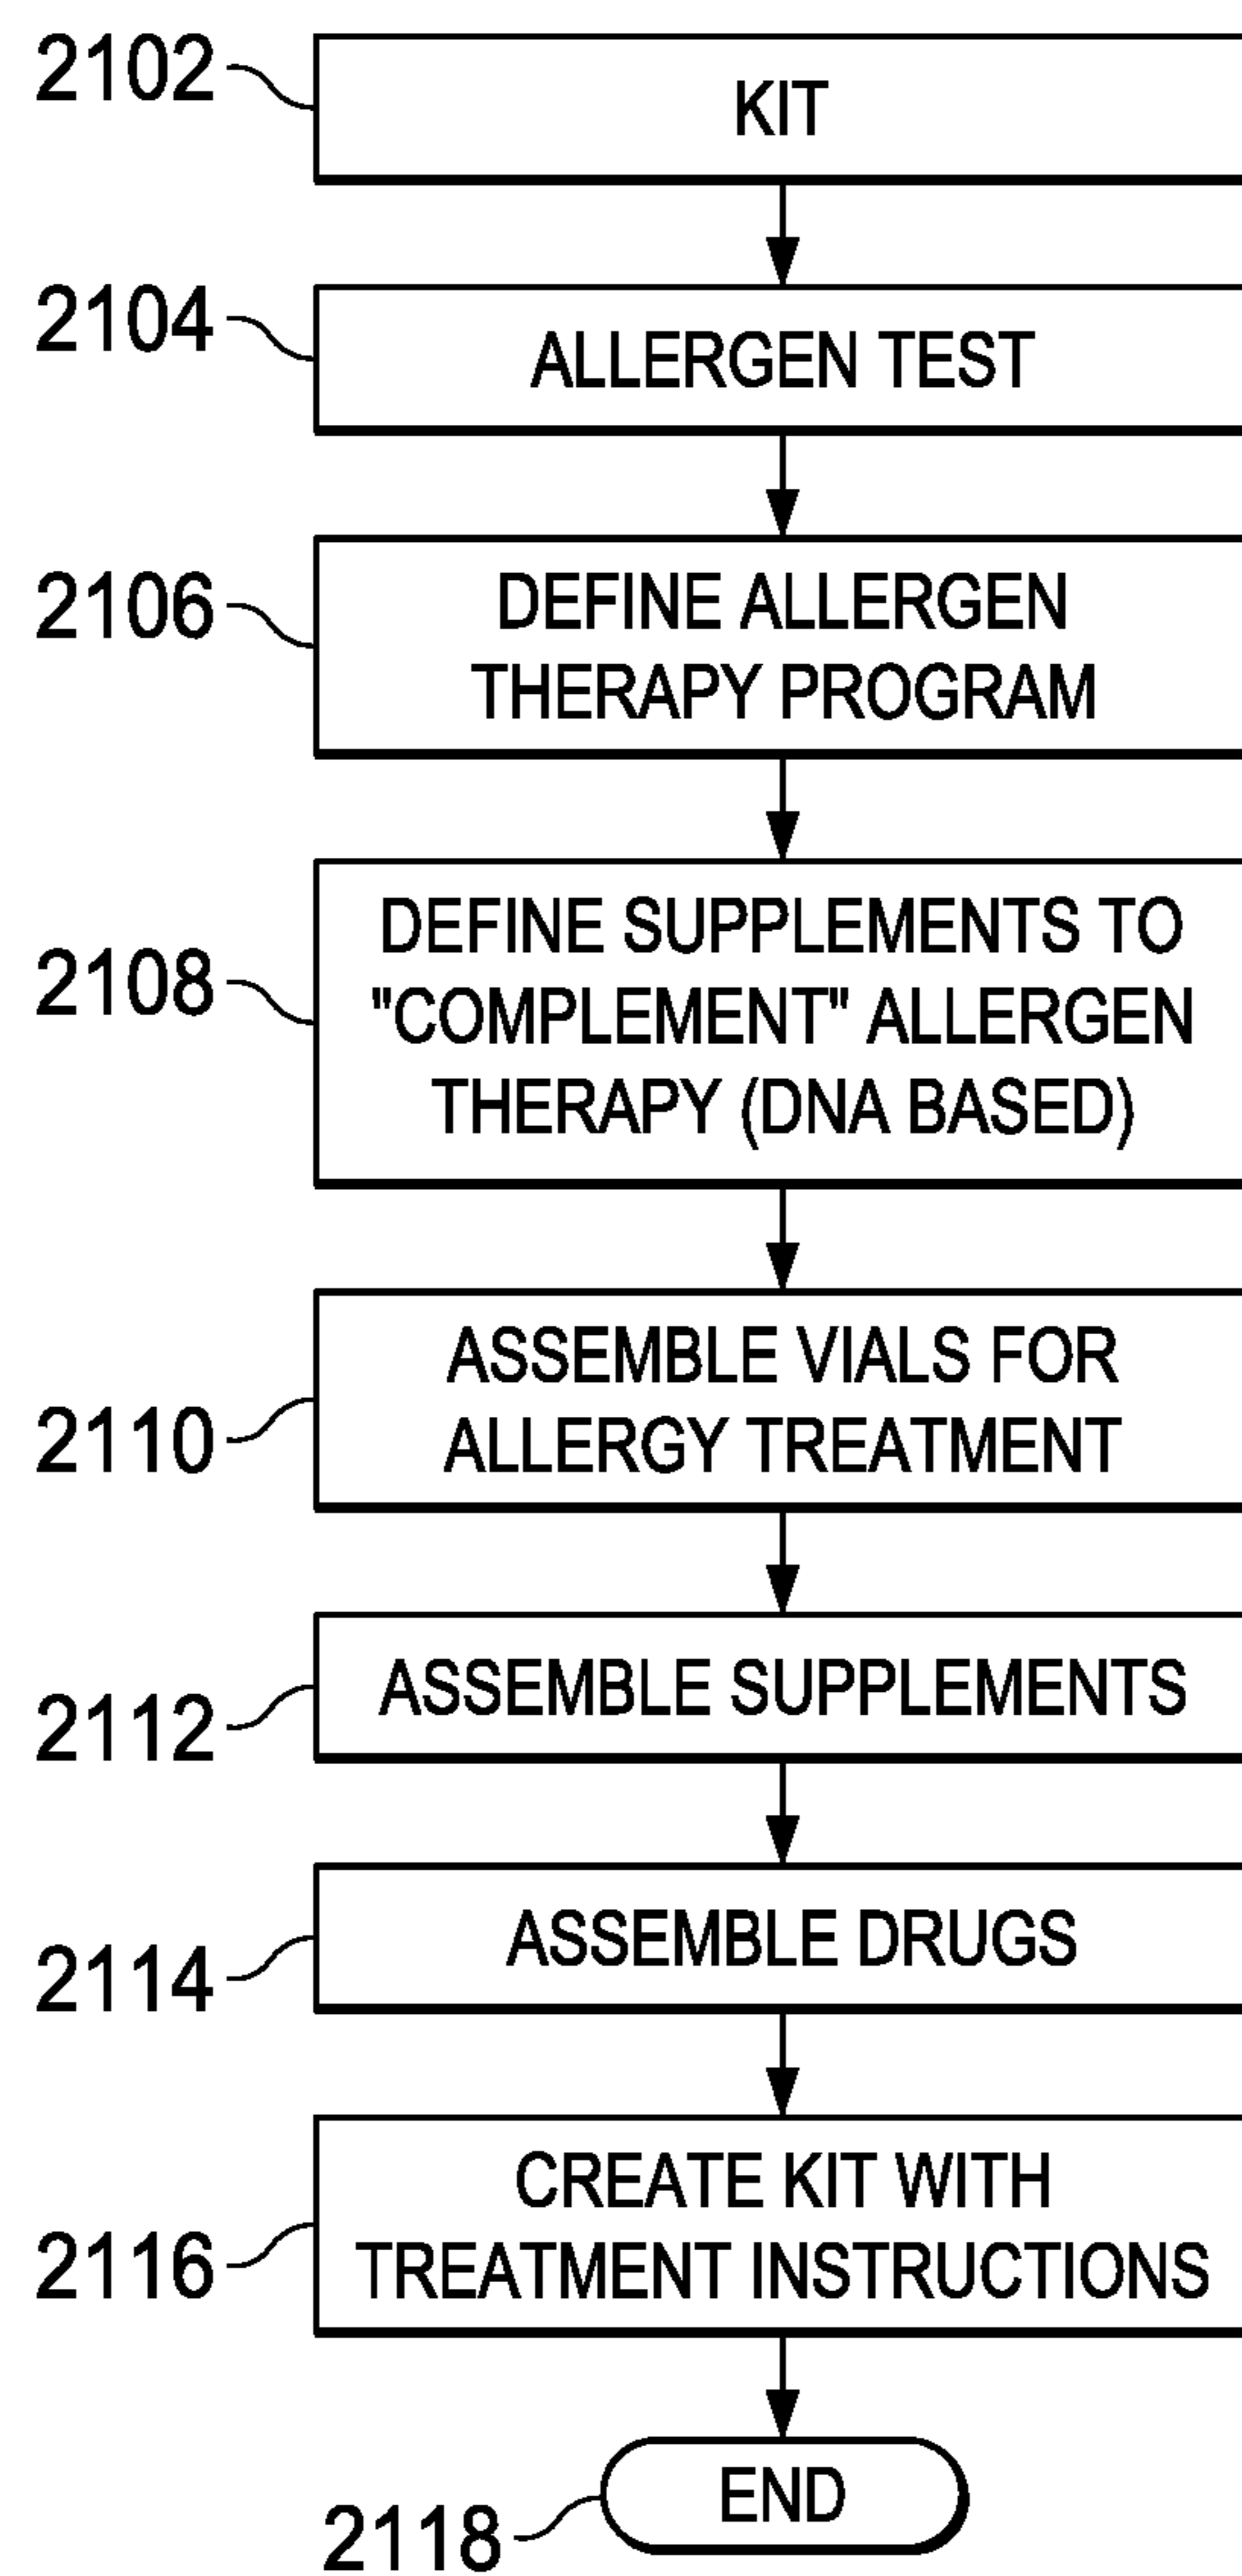 2102
KIT
2104
ALLERGEN TEST
2106
DEFINE ALLERGEN
THERAPY PROGRAM
2108
DEFINE SUPPLEMENTS TO
"COMPLEMENT" ALLERGEN
THERAPY (DNA BASED)
2110
ASSEMBLE VIALS FOR
ALLERGY TREATMENT
2112
ASSEMBLE SUPPLEMENTS
2114
ASSEMBLE DRUGS
2116
CREATE KIT WITH
TREATMENT INSTRUCTIONS
2118
END